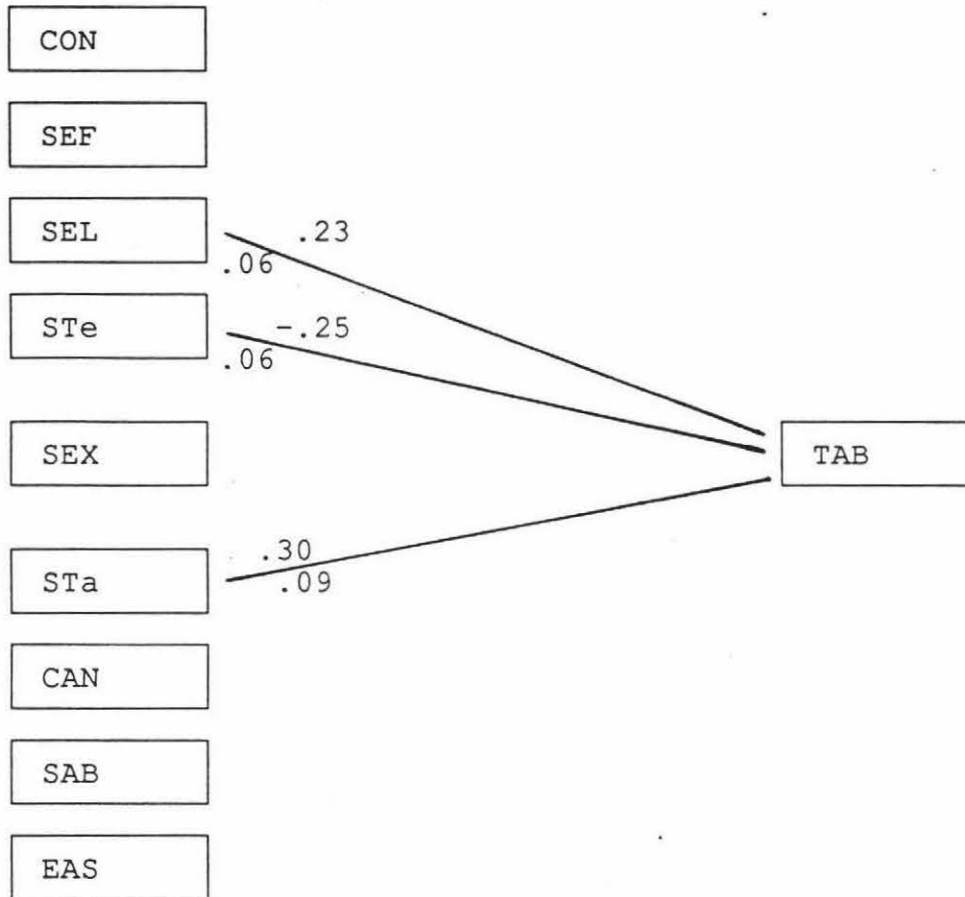 CON
SEF
SEL
.23
.06
STe
-.25
.06
SEX
TAB
.30
STa
.09
CAN
SAB
EAS